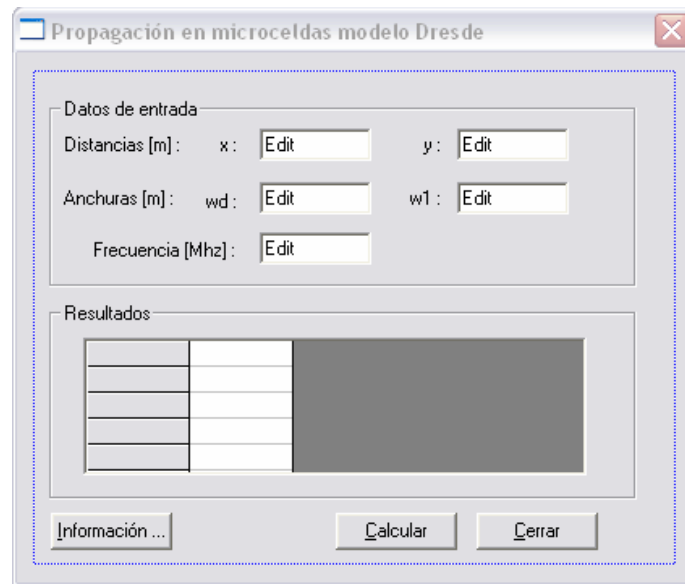 Propagación en microceldas modelo Dresde
Datos de entrada
Distancias [m] : x : Edit y : Edit
Anchuras [m] : wd : Edit w1 : Edit
Frecuencia [Mhz] : Edit
Resultados
Información ... Calcular Cerrar